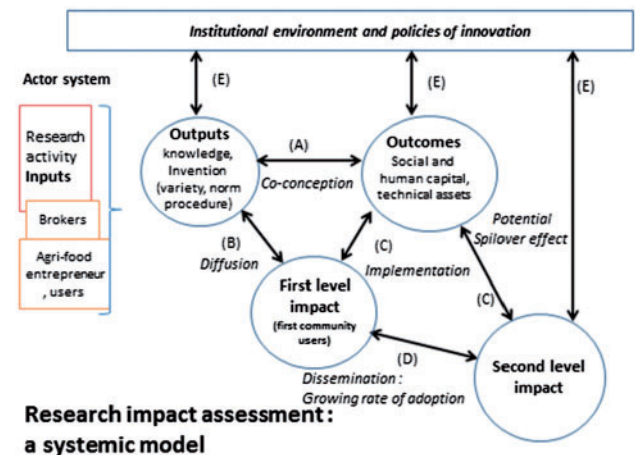 Institutional environment and policies of innovation
Actor system
(E)
(E)
(E)
Research
activity
Inputs
Brokers
Agri-food
entrepreneur
, users
Outputs
knowledge,
Invention
(variety, norm
procedure)
(A)
Co-conception
Outcomes
Social and
human capital,
technical assets
(B)
Diffusion
(C)
Implementation
Potential
Spilover effect
(C)
First level
impact
(first community
users)
(D)
Dissemination :
Growing rate of adoption
Second level
impact
Research impact assessment :
a systemic model